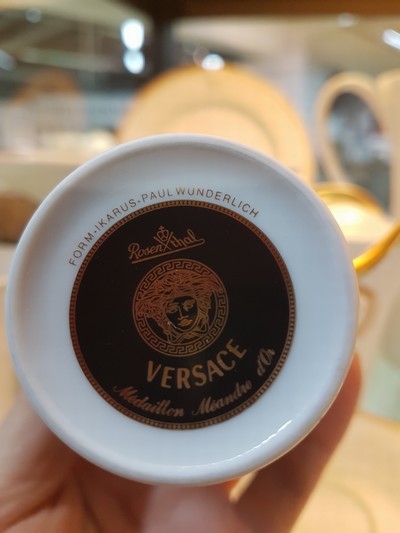 FORM-IKARUS-PAUL WUNDERLICH
Rosenthal
VERSACE
Médaillon Méandre d'Or